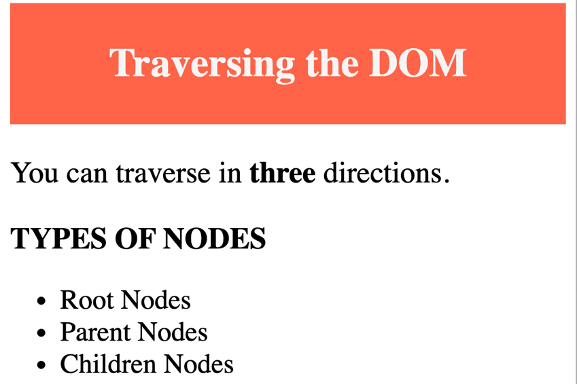 Traversing the DOM
You can traverse in three directions.
TYPES OF NODES
• Root Nodes
• Parent Nodes
• Children Nodes